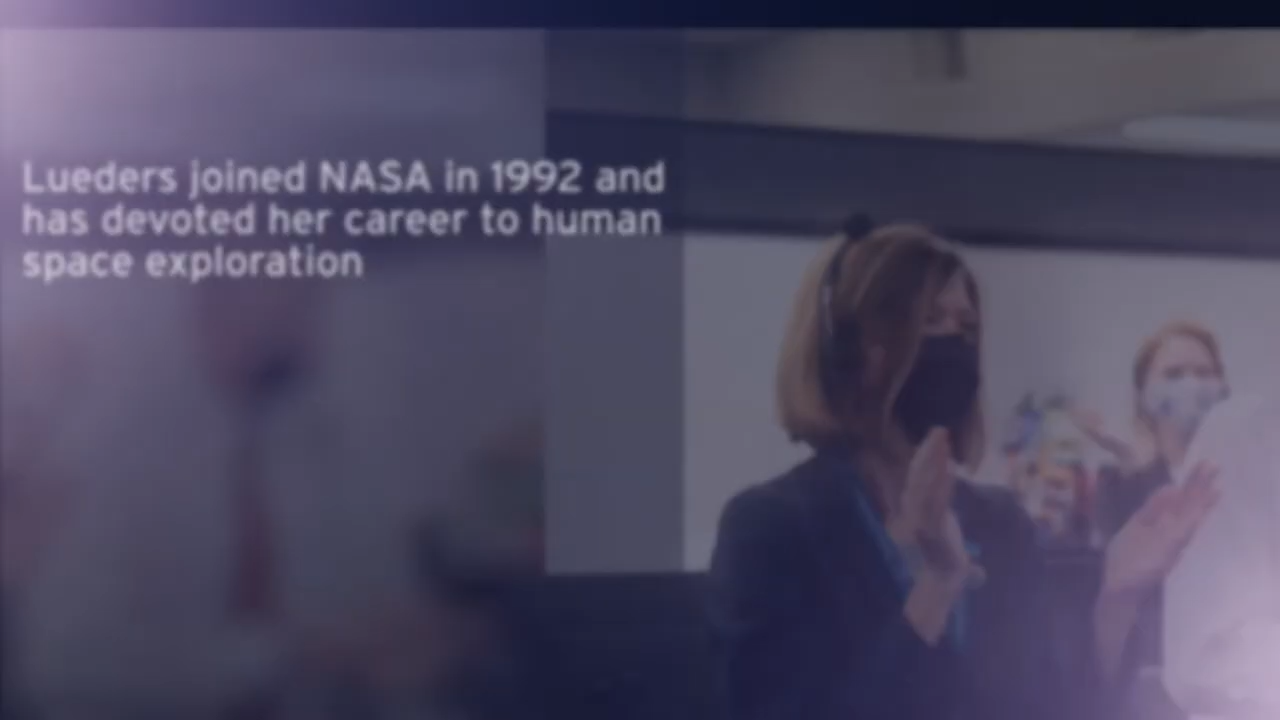 Lueders joined NASA in 1992 and
has devoted her career to human
space exploration